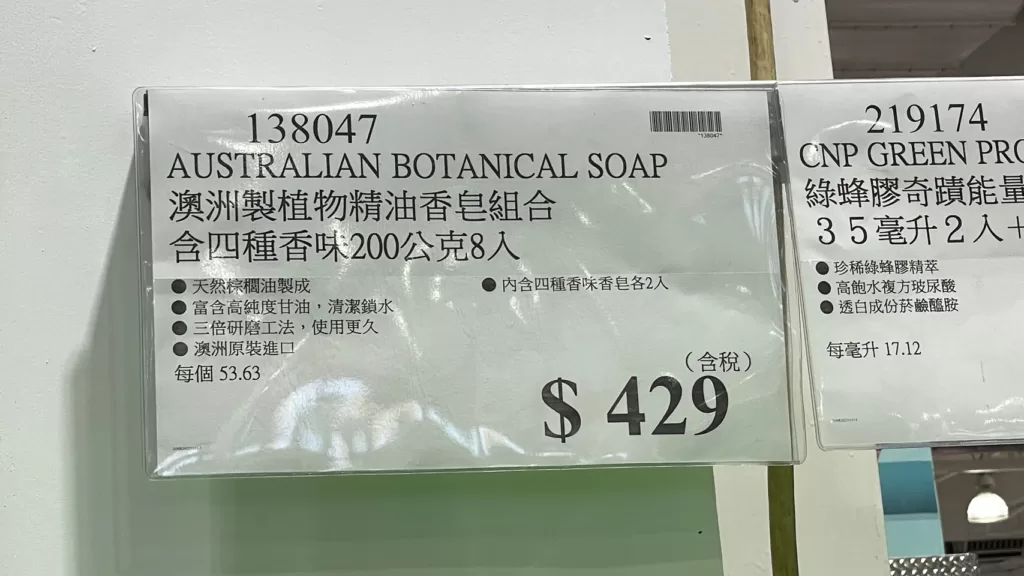 138047
*138047*
AUSTRALIAN BOTANICAL SOAP
澳洲製植物精油香皂組合
含四種香味200公克8入
●天然棕櫚油製成
●富含高純度甘油，清潔鎖水
●三倍研磨工法，使用更久
●澳洲原裝進口
●內含四種香味香皂各2入
每個 53.63
（含稅）
$ 429
219174
CNP GREEN PRO
綠蜂膠奇蹟能量
３５毫升２入＋
●珍稀綠蜂膠精萃
●高飽水複方玻尿酸
●透白成份菸鹼醯胺
每毫升 17.12